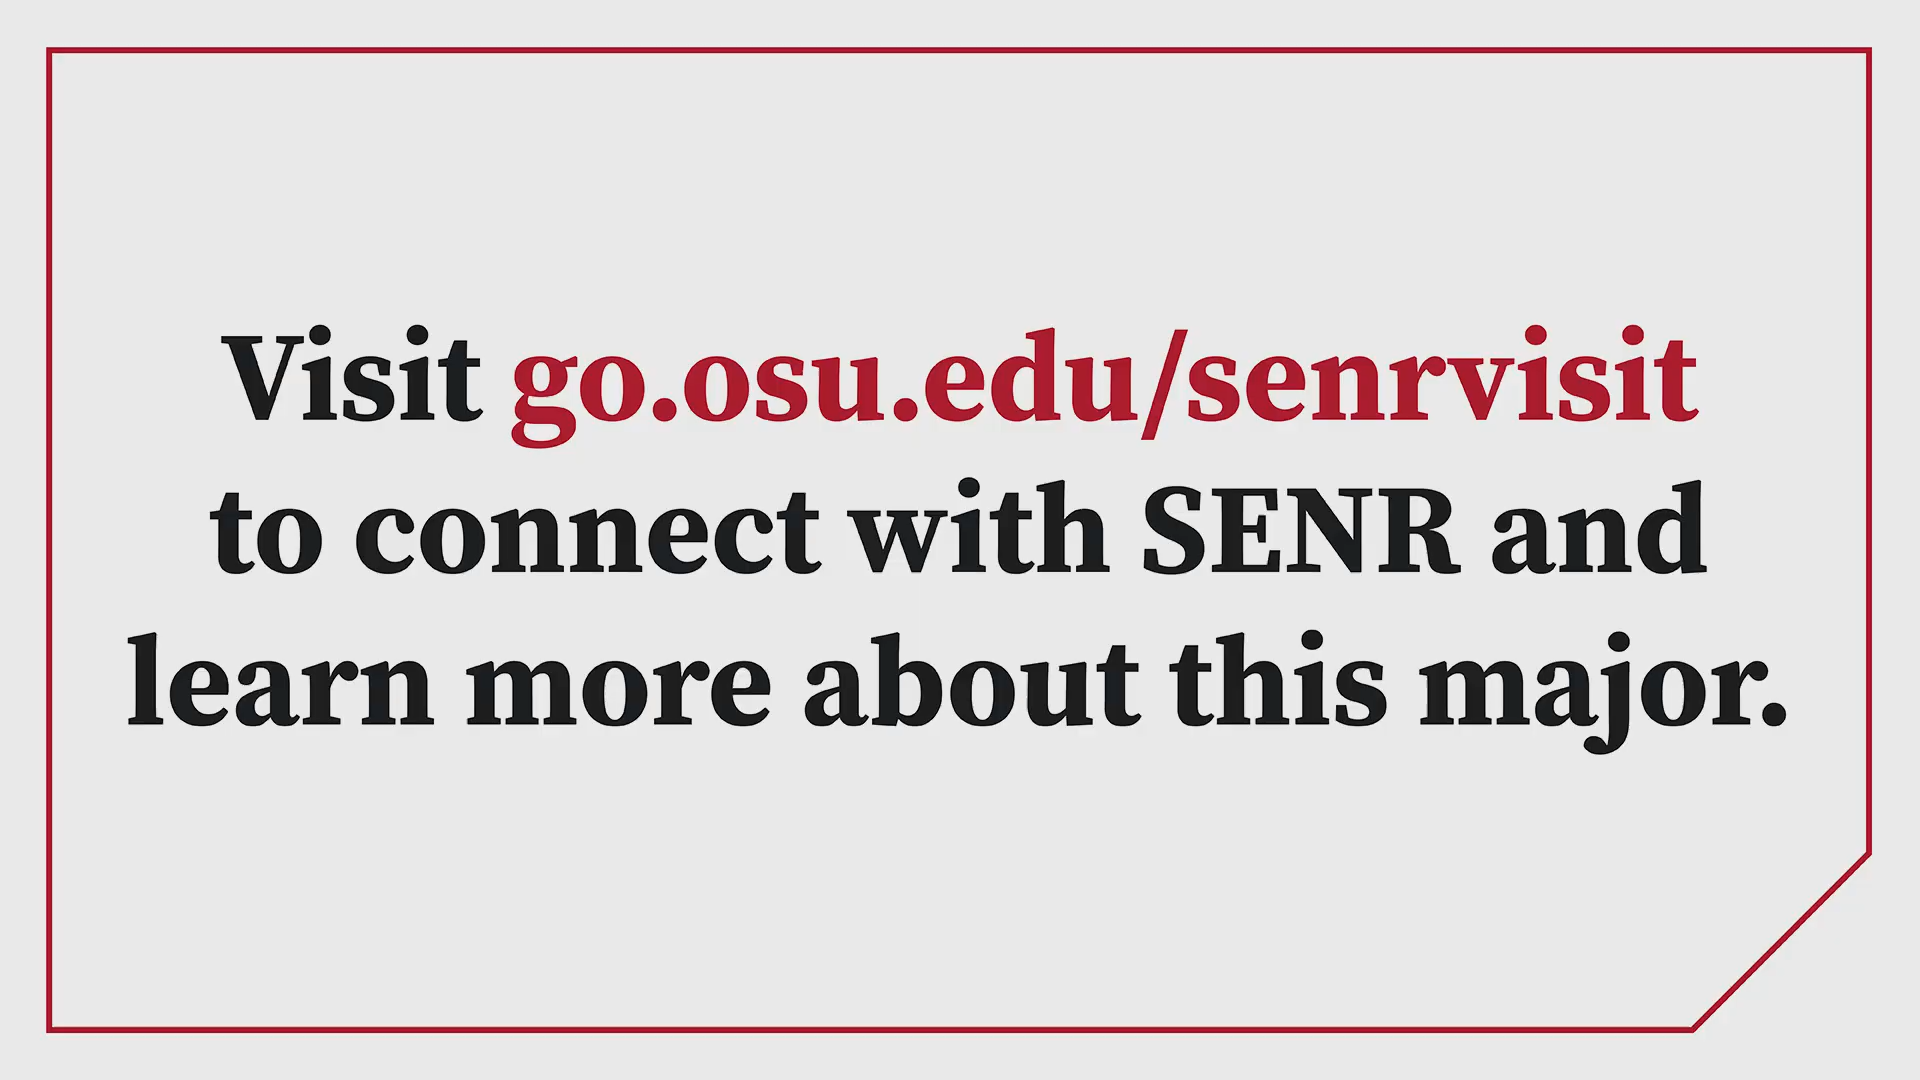 Visit go.osu.edu/senrvisit
to connect with SENR and
learn more about this major.